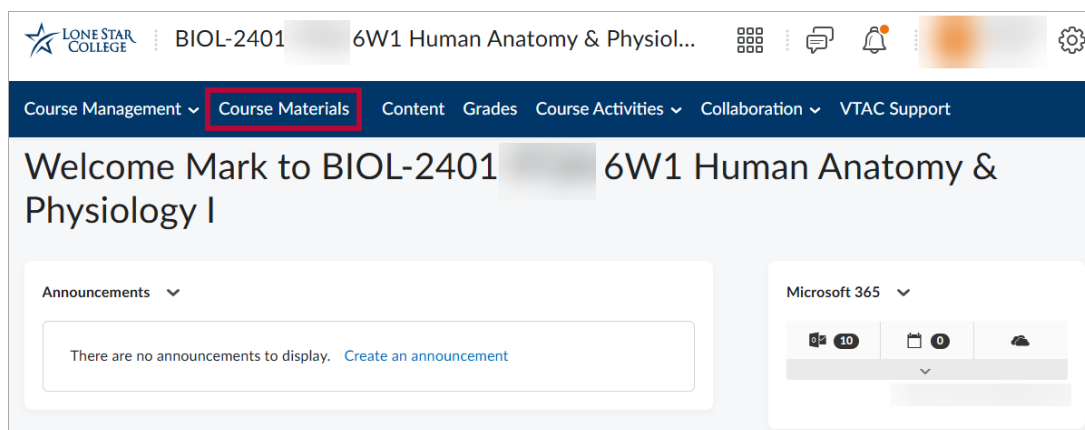 LONE STAR
COLLEGE
BIOL-2401 6W1 Human Anatomy & Physiol...
Course Management Course Materials Content Grades Course Activities Collaboration VTAC Support
Welcome Mark to BIOL-2401 6W1 Human Anatomy &
Physiology I
Announcements
There are no announcements to display. Create an announcement
Microsoft 365
10 0